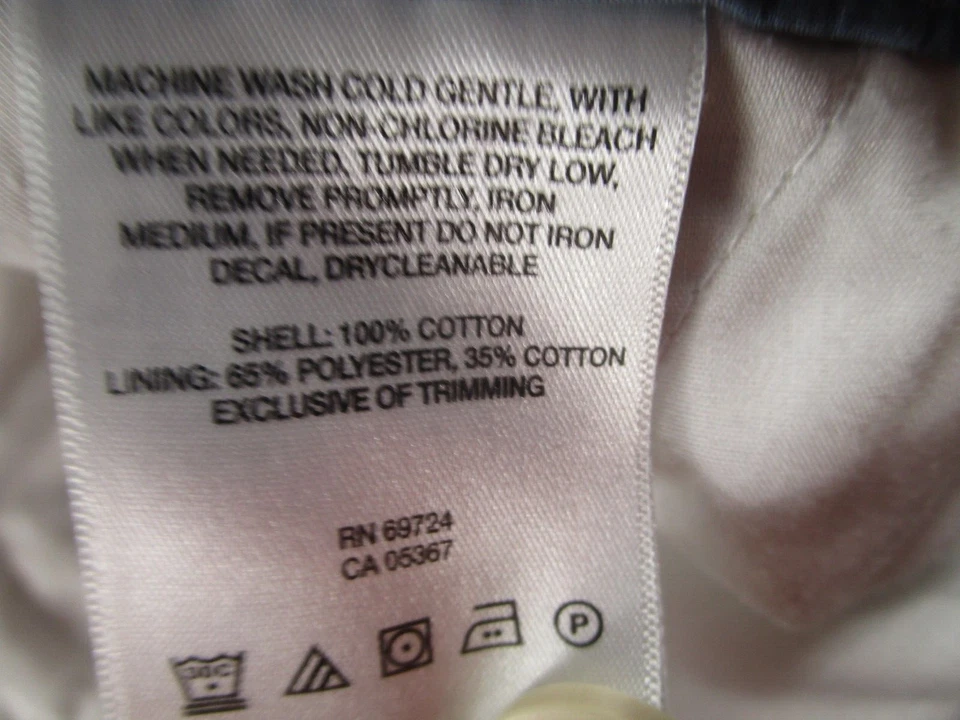 MACHINE WASH COLD GENTLE, WITH
LIKE COLORS, NON-CHLORINE BLEACH
WHEN NEEDED, TUMBLE DRY LOW,
REMOVE PROMPTLY. IRON
MEDIUM, IF PRESENT DO NOT IRON
DECAL, DRYCLEANABLE
SHELL: 100% COTTON
LINING: 65% POLYESTER, 35% COTTON
EXCLUSIVE OF TRIMMING
RN 69724
CA 05367
30C P